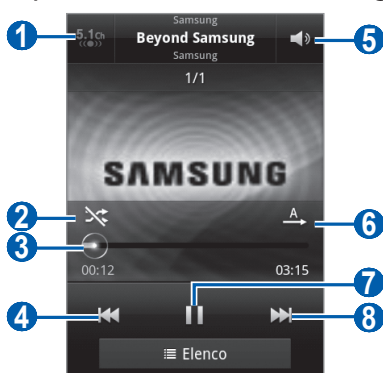 Samsung
1
5.1ch
Beyond Samsung
5
Samsung
1/1
SAMSUNG
2
A
6
3
00:12
03:15
7
4
8
Elenco